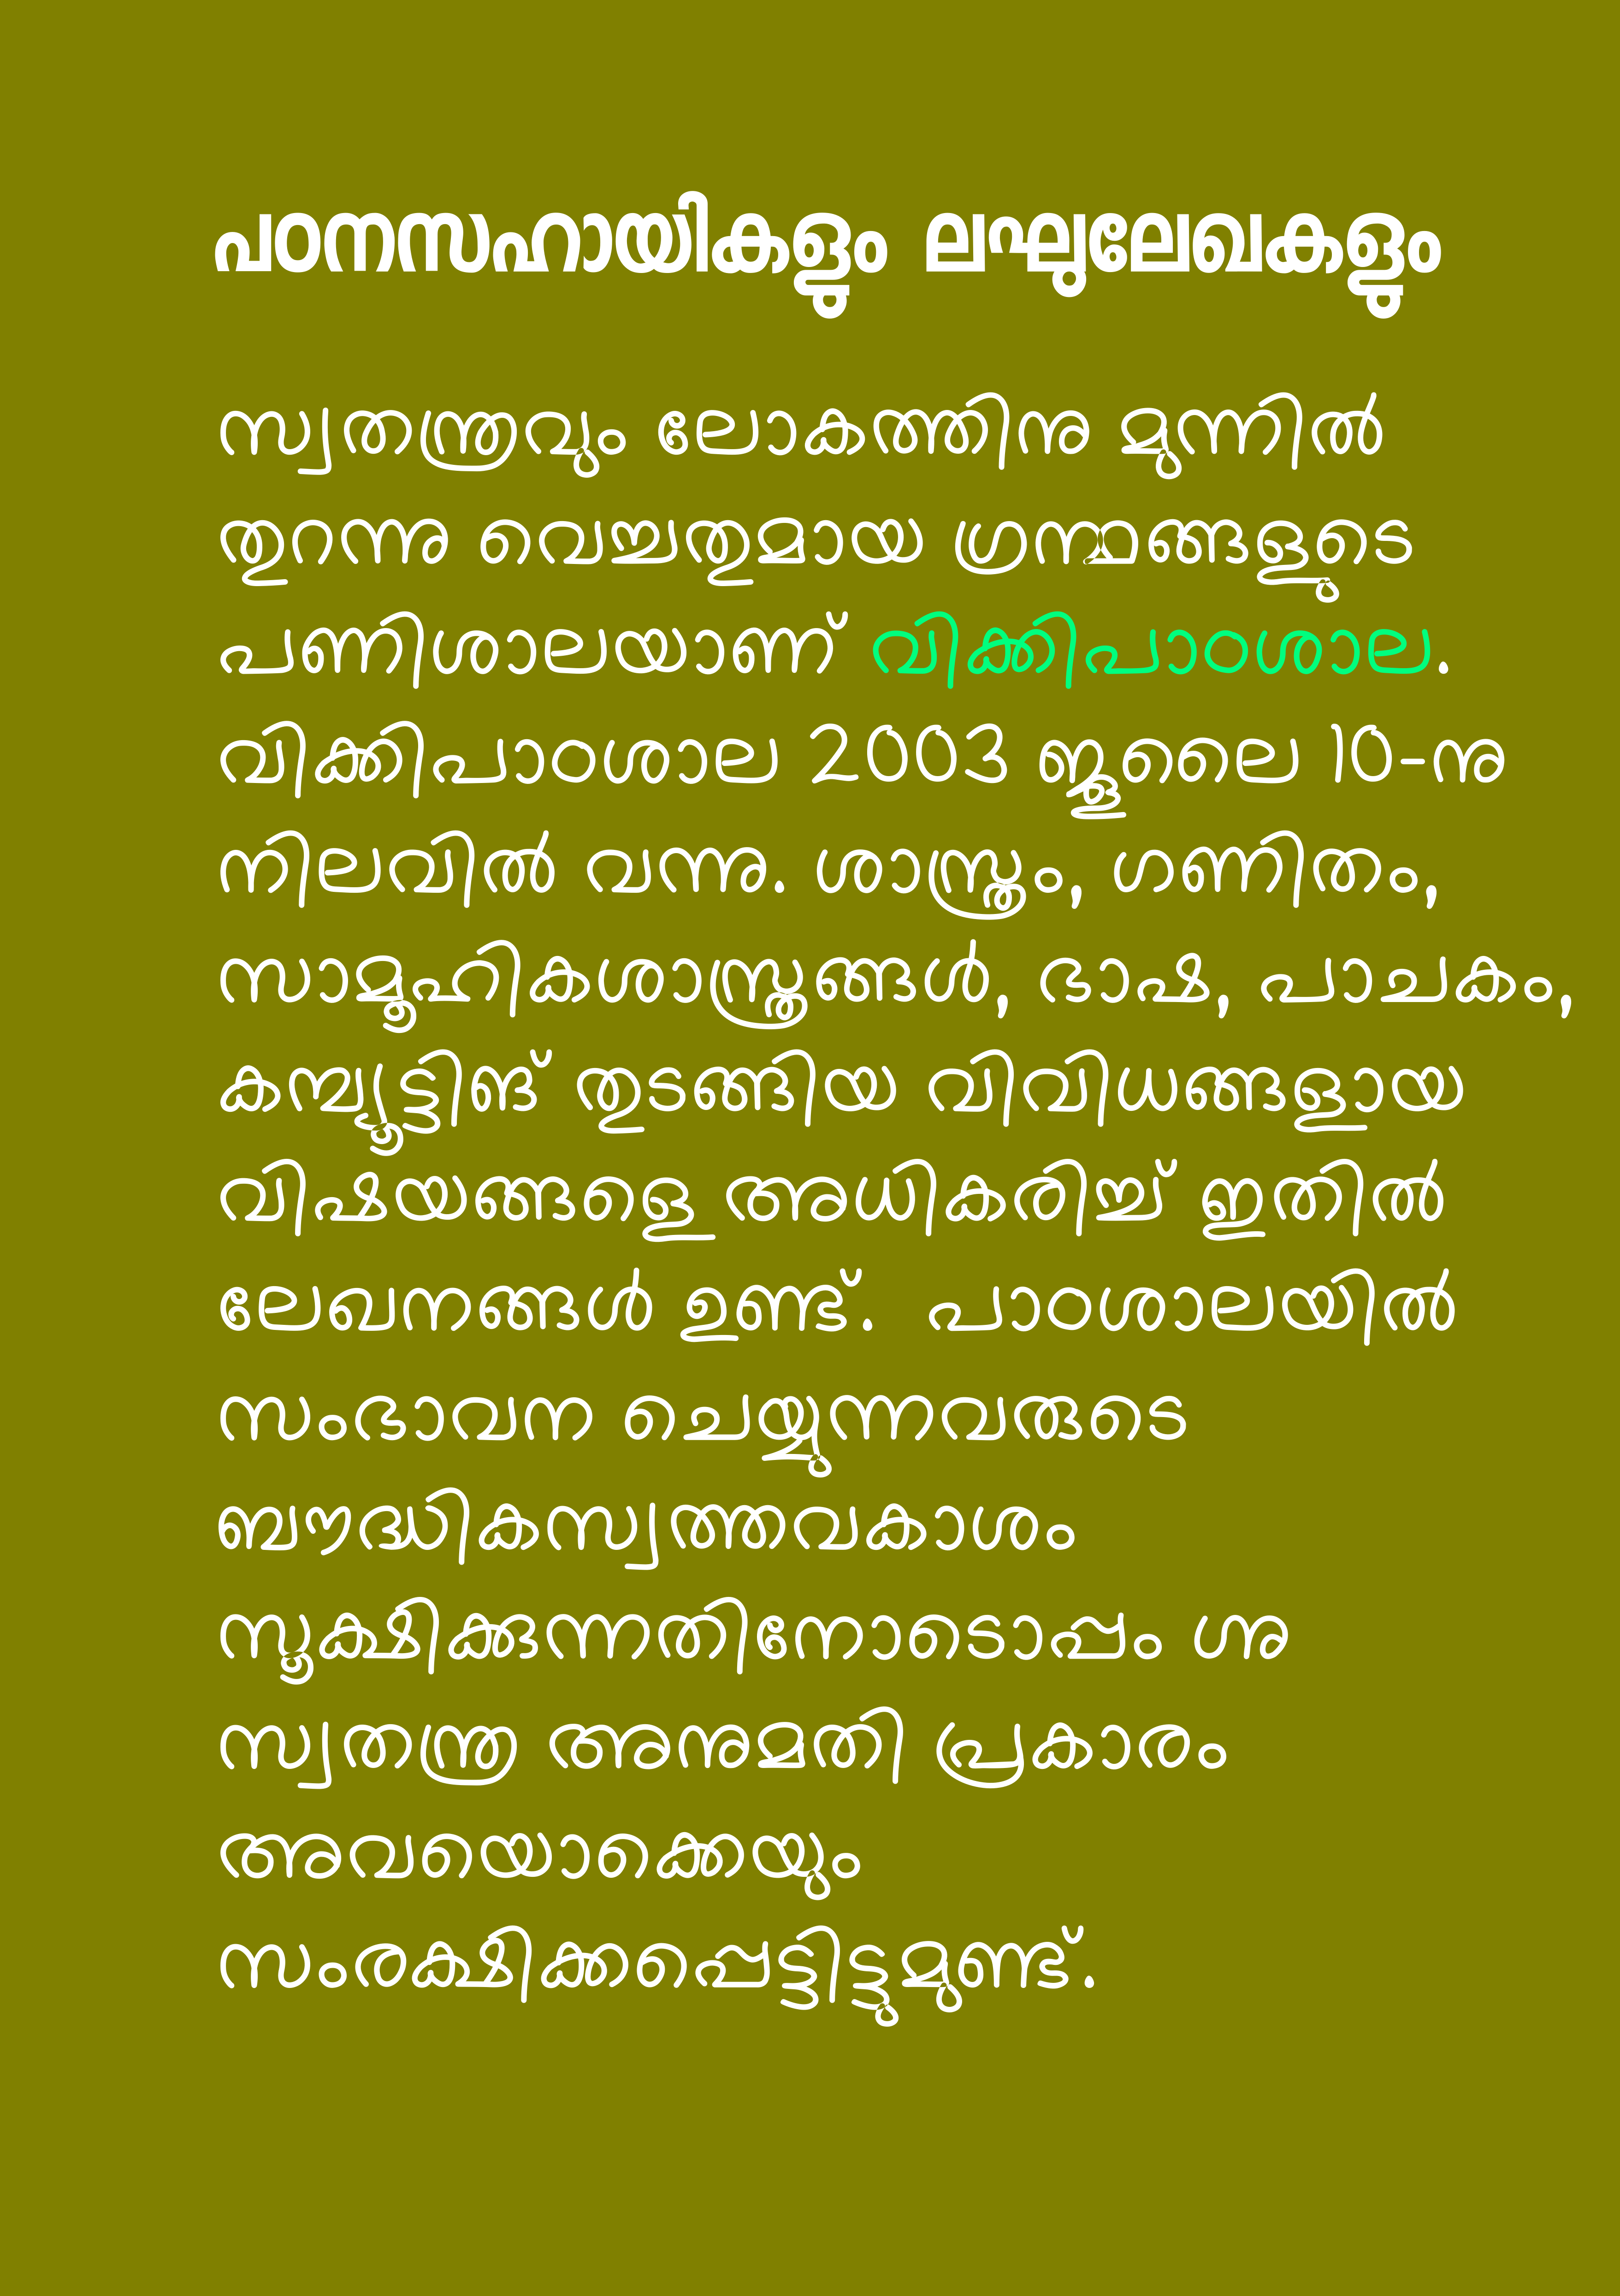 പഠനസഹായികളും ലഘുലേഖകളും
സ്വതന്ത്രവും ലോകത്തിനു മുന്നിൽ
തുറന്നു വെച്ചതുമായ ഗ്രന്ഥങ്ങളുടെ
പണിശാലയാണ് വിക്കിപാഠശാല.
വിക്കിപാഠശാല 2003 ജൂലൈ 10-നു
നിലവിൽ വന്നു. ശാസ്ത്രം, ഗണിതം,
സാമൂഹികശാസ്ത്രങ്ങൾ, ഭാഷ, പാചകം,
കമ്പ്യൂട്ടിങ് തുടങ്ങിയ വിവിധങ്ങളായ
വിഷയങ്ങളെ അധികരിച്ച് ഇതിൽ
ലേഖനങ്ങൾ ഉണ്ട്. പാഠശാലയിൽ
സംഭാവന ചെയ്യുന്നവരുടെ
ബൗദ്ധികസ്വത്തവകാശം
സൂക്ഷിക്കുന്നതിനോടൊപ്പം ഗ്നു
സ്വതന്ത്ര അനുമതി പ്രകാരം
അവയൊക്കെയും
സംരക്ഷിക്കപ്പെട്ടിട്ടുമുണ്ട്.